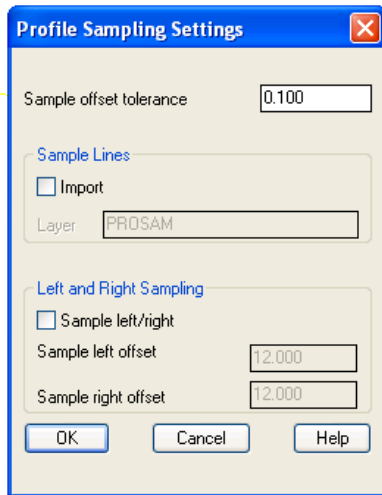 Profile Sampling Settings
Sample offset tolerance 0.100
Sample Lines
Import
Layer PROSAM
Left and Right Sampling
Sample left/right
Sample left offset 12.000
Sample right offset 12.000
OK Cancel Help